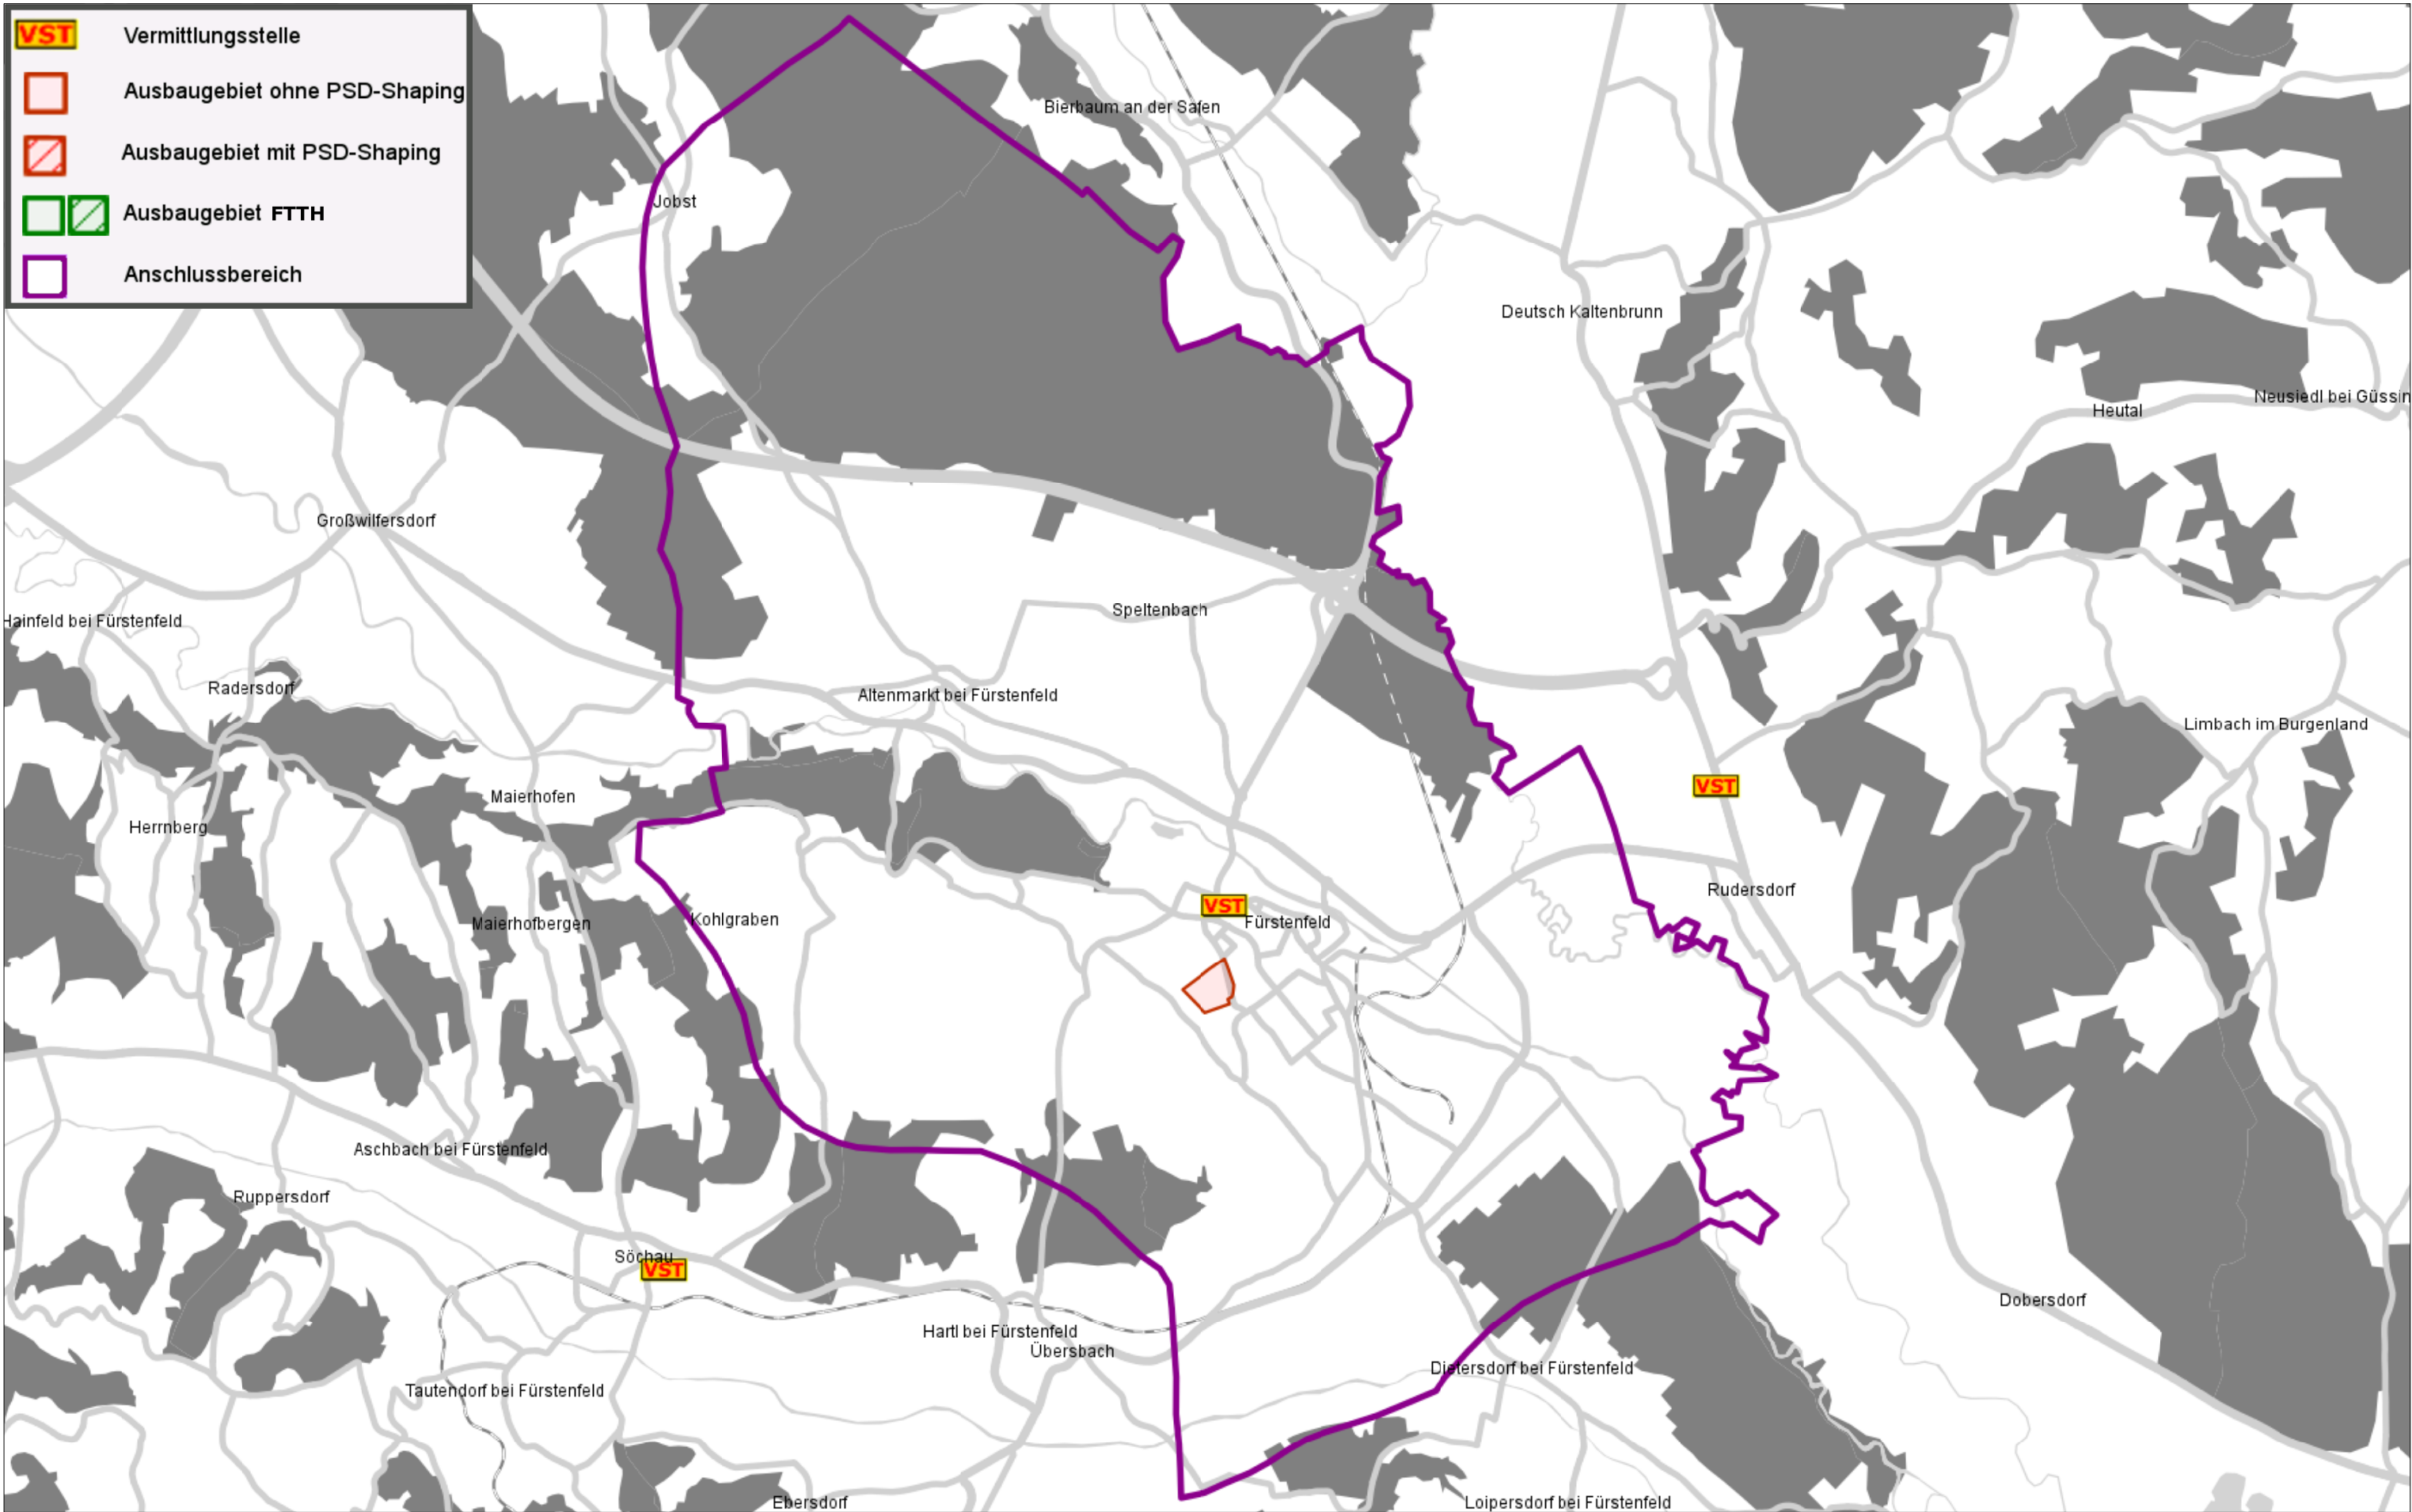 VST Vermittlungsstelle
Ausbaugebiet ohne PSD-Shaping
Ausbaugebiet mit PSD-Shaping
Ausbaugebiet FTTH
Anschlussbereich
Bierbaum an der Safen
Jobst
Deutsch Kaltenbrunn
Neusiedl bei Güssin
Heutal
Großwilfersdorf
Speltenbach
Hainfeld bei Fürstenfeld
Radersdorf
Altenmarkt bei Fürstenfeld
Limbach im Burgenland
VST
Maierhofen
Herrnberg
Rudersdorf
VST
Fürstenfeld
Kohlgraben
Maierhofbergen
Aschbach bei Fürstenfeld
Ruppersdorf
Söchau
VST
Dobersdorf
Hartl bei Fürstenfeld
Übersbach
Dietersdorf bei Fürstenfeld
Tautendorf bei Fürstenfeld
Ebersdorf
Loipersdorf bei Fürstenfeld